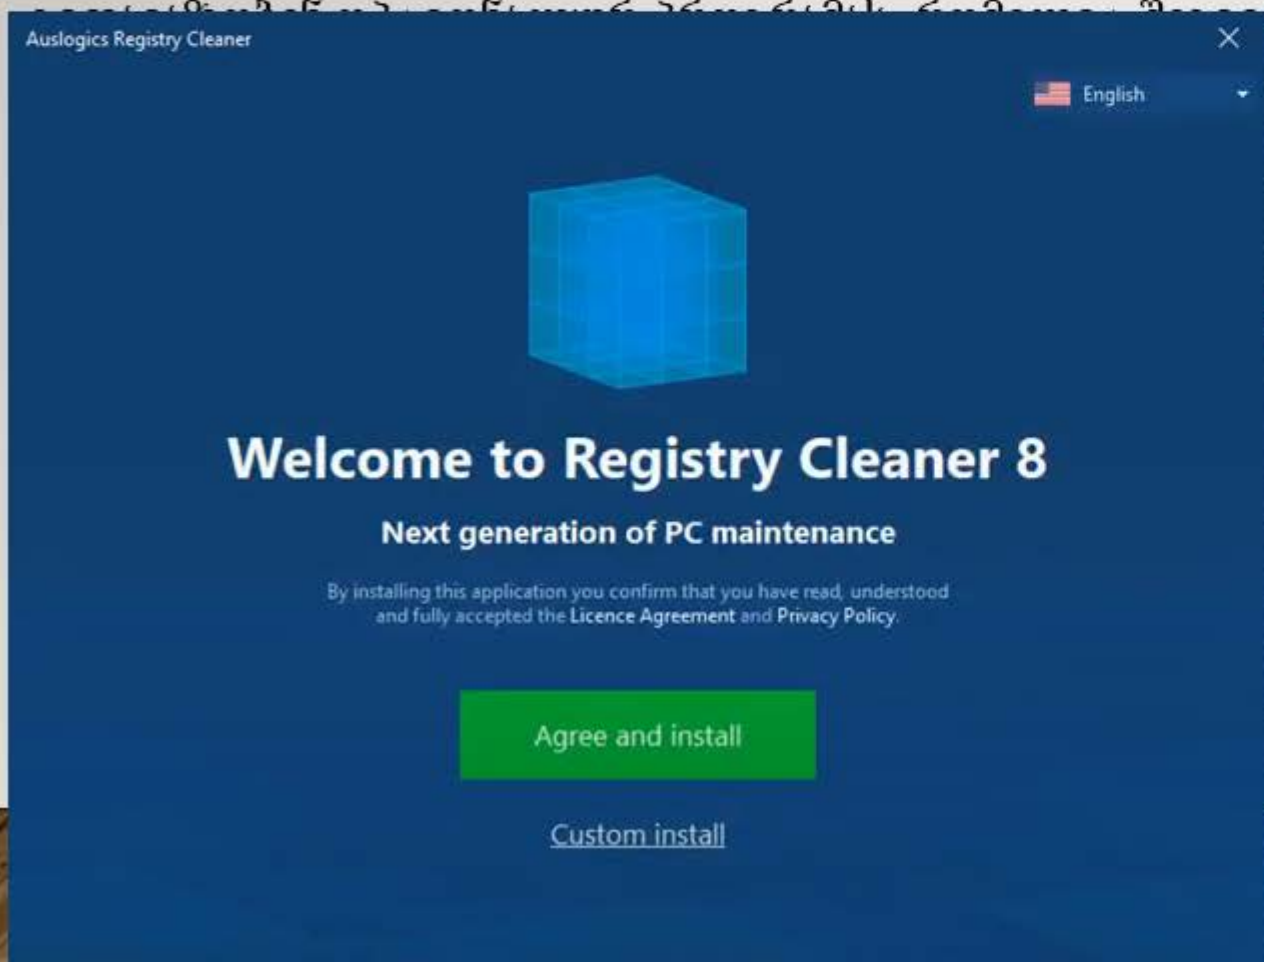 Auslogics Registry Cleaner
English
Welcome to Registry Cleaner 8
Next generation of PC maintenance
By installing this application you confirm that you have read, understood
and fully accepted the Licence Agreement and Privacy Policy.
Agree and install
Custom install